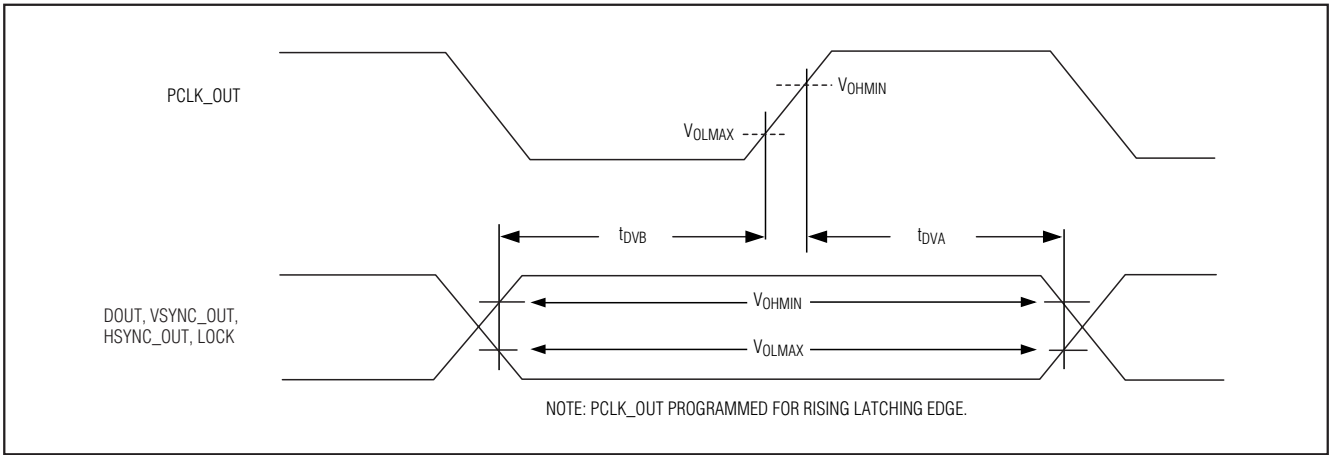 PCLK_OUT
VOHMIN
VOLMAX
tDVB
tDVA
DOUT, VSYNC_OUT,
HSYNC_OUT, LOCK
VOHMIN
VOLMAX
NOTE: PCLK_OUT PROGRAMMED FOR RISING LATCHING EDGE.